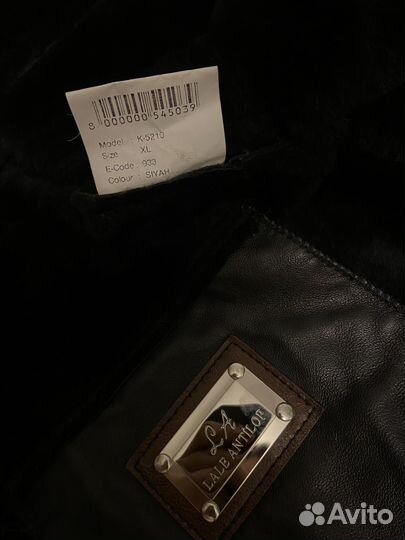 8 000000 545039
Model : K-5210
Size : XL
E-Code : 933
Colour : SIYAH
LA
LALE ANTILOP
Avito